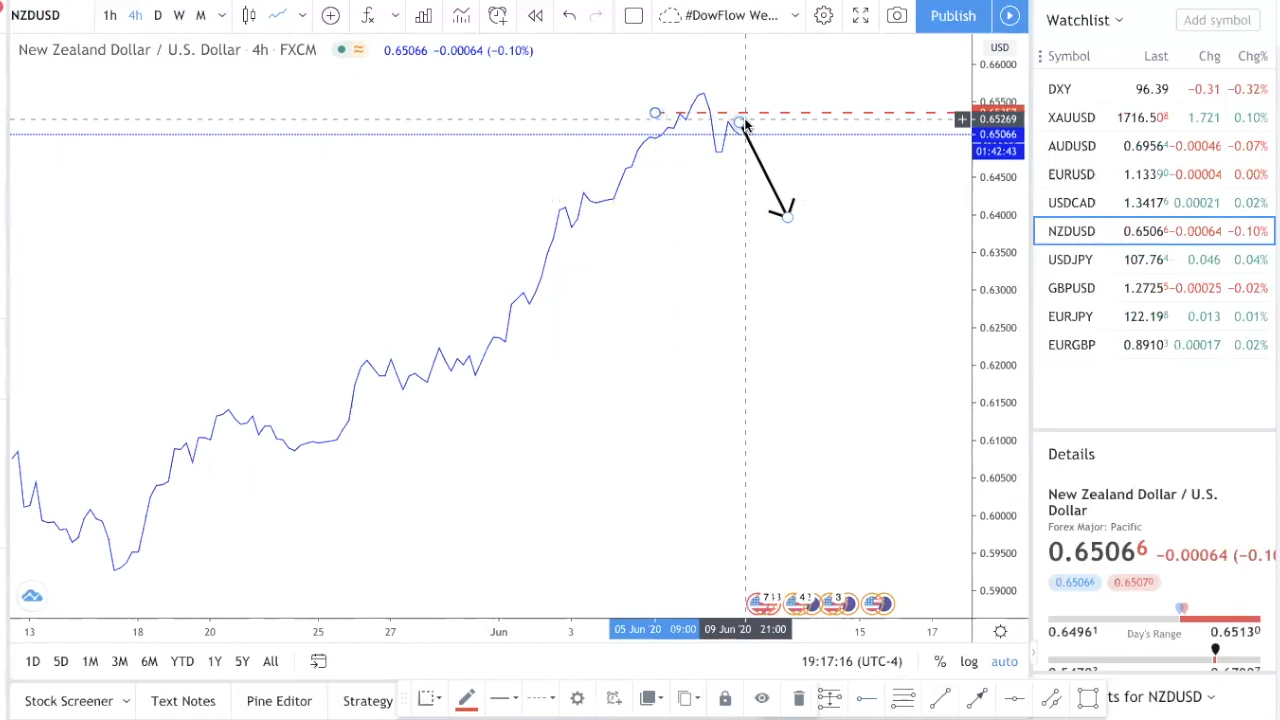 NZDUSD 1h 4h D W M #DowFlow We... Publish
New Zealand Dollar / U.S. Dollar · 4h · FXCM 0.65066 −0.00064 (−0.10%)
USD
0.66000
0.65500
0.65269
0.65066
01:42:43
0.64500
0.64000
0.63500
0.63000
0.62500
0.62000
0.61500
0.61000
0.60500
0.60000
0.59500
0.59000
13 18 20 25 27 Jun 3 05 Jun '20 09:00 09 Jun '20 21:00 15 17
1D 5D 1M 3M 6M YTD 1Y 5Y All 19:17:16 (UTC-4) % log auto
Stock Screener Text Notes Pine Editor Strategy
Watchlist Add symbol
Symbol Last Chg Chg%
DXY 96.39 −0.31 −0.32%
XAUUSD 1716.508 1.721 0.10%
AUDUSD 0.69564 −0.00046 −0.07%
EURUSD 1.13390 −0.00004 0.00%
USDCAD 1.34176 0.00021 0.02%
NZDUSD 0.65066 −0.00064 −0.10%
USDJPY 107.764 0.046 0.04%
GBPUSD 1.27255 −0.00025 −0.02%
EURJPY 122.198 0.013 0.01%
EURGBP 0.89103 0.00017 0.02%
Details
New Zealand Dollar / U.S.
Dollar
Forex Major: Pacific
0.65066 −0.00064 (−0.10
65066 65070
0.64961 Day's Range 0.65130
ts for NZDUSD